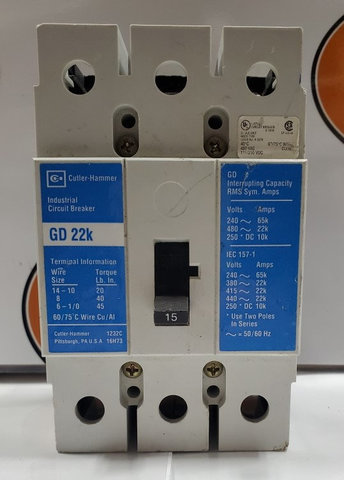 Cutler-Hammer
Industrial
Circuit Breaker
GD 22k
Terminal Information
Wire Torque
Size Lb. In.
14-10 20
8 40
6-1/0 45
60/75°C Wire Cu/Al
Cutler-Hammer 1232C
Pittsburgh, PA U.S.A 16H73
15
GD
Interrupting Capacity
RMS Sym. Amps
Volts Amps
240 ~ 65k
480 ~ 22k
250 ⎓ DC 10k
IEC 157-1
Volts Amps
240 ~ 65k
380 ~ 22k
415 ~ 22k
440 ~ 22k
250 * DC 10k
* Use Two Poles
In Series
~ = 50/60 Hz